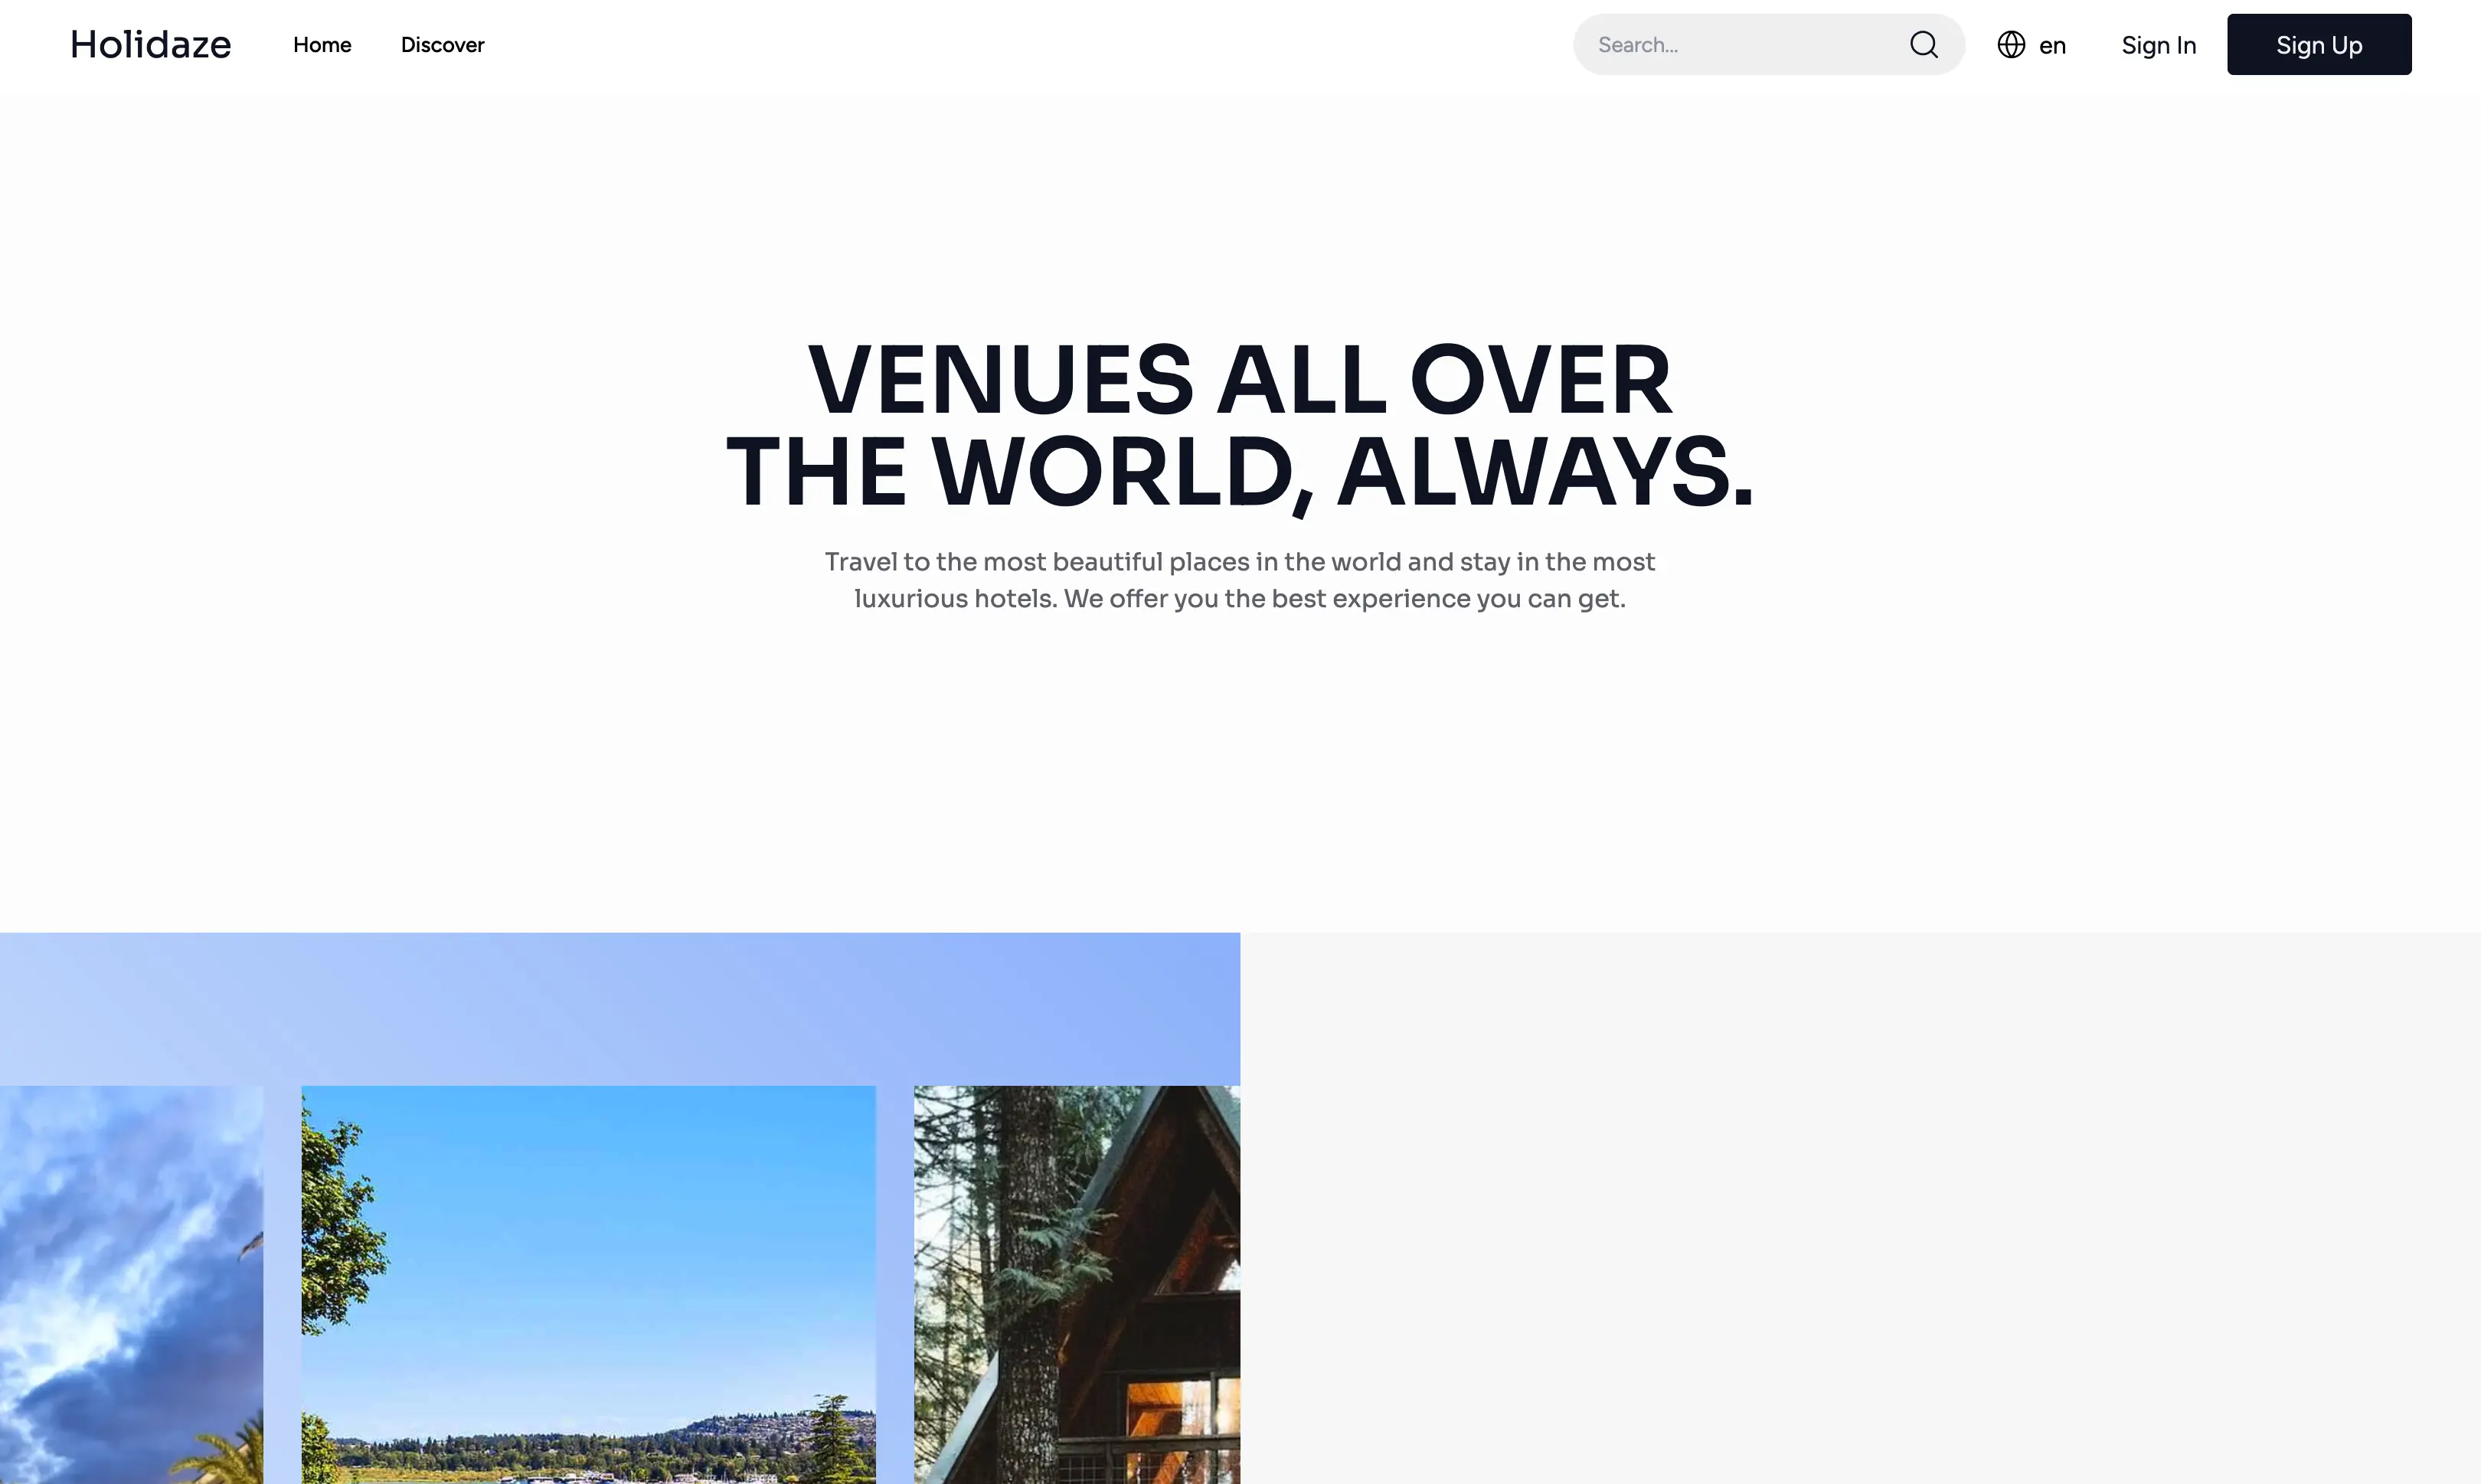 Holidaze
Home
Discover
Search...
en
Sign In
Sign Up
VENUES ALL OVER
THE WORLD, ALWAYS.
Travel to the most beautiful places in the world and stay in the most
luxurious hotels. We offer you the best experience you can get.